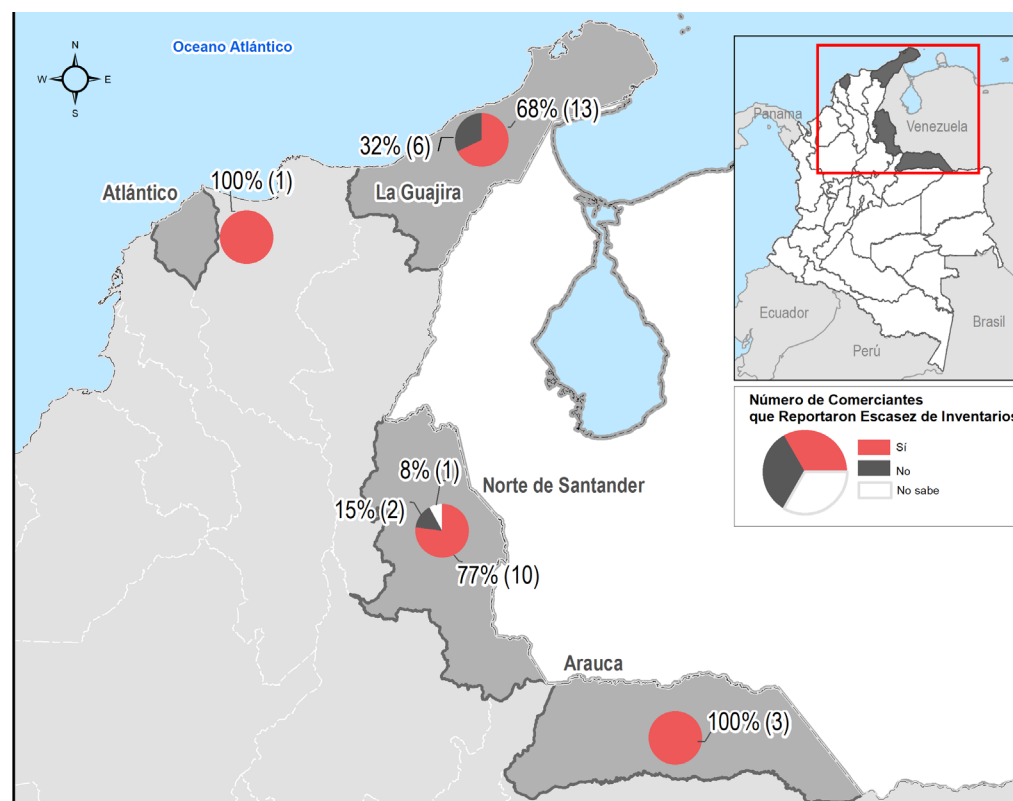 Oceano Atlántico
N
W
E
S
68% (13)
32% (6)
La Guajira
Atlántico
100% (1)
Panama
Venezuela
Ecuador
Perú
Brasil
Número de Comerciantes
que Reportaron Escasez de Inventarios
Sí
No
No sabe
8% (1)
Norte de Santander
15% (2)
77% (10)
Arauca
100% (3)